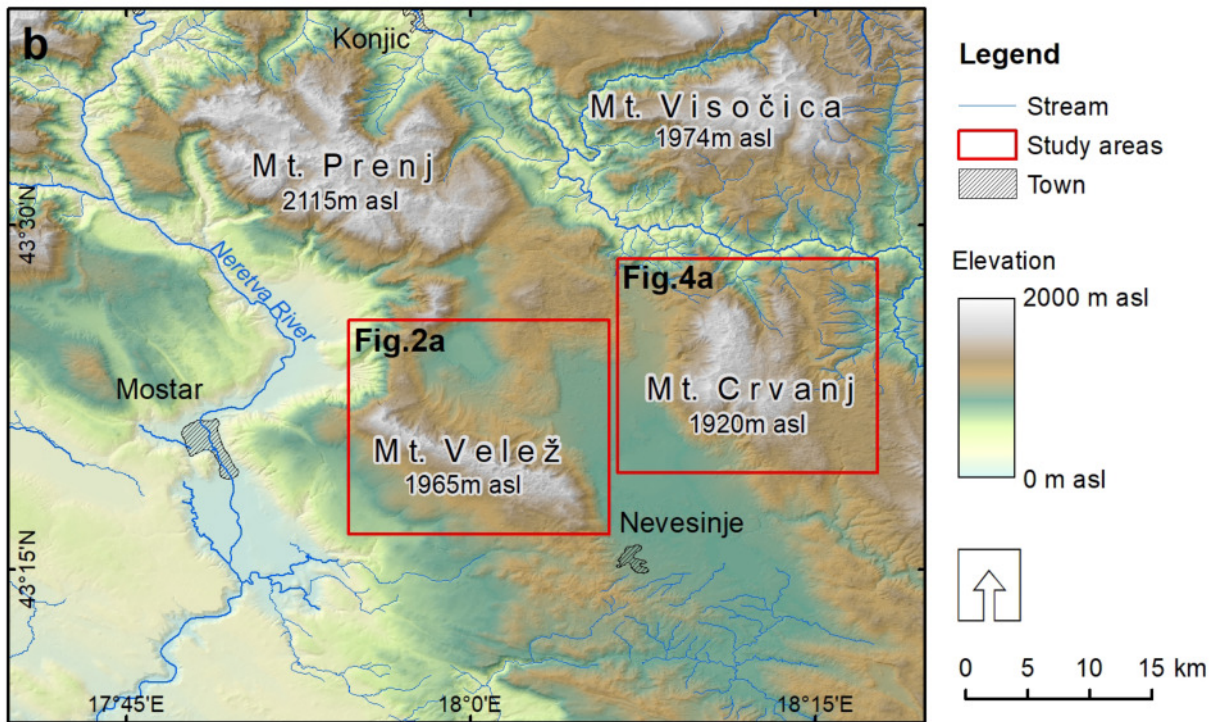 b
Konjic
Mt. Visočica
1974m asl
Mt. Prenj
2115m asl
43°30'N
Neretva River
Fig.4a
Fig.2a
Mostar
Mt. Crvanj
1920m asl
Mt. Velež
1965m asl
Nevesinje
43°15'N
17°45'E
18°0'E
18°15'E
Legend
Stream
Study areas
Town
Elevation
2000 m asl
0 m asl
0 5 10 15 km